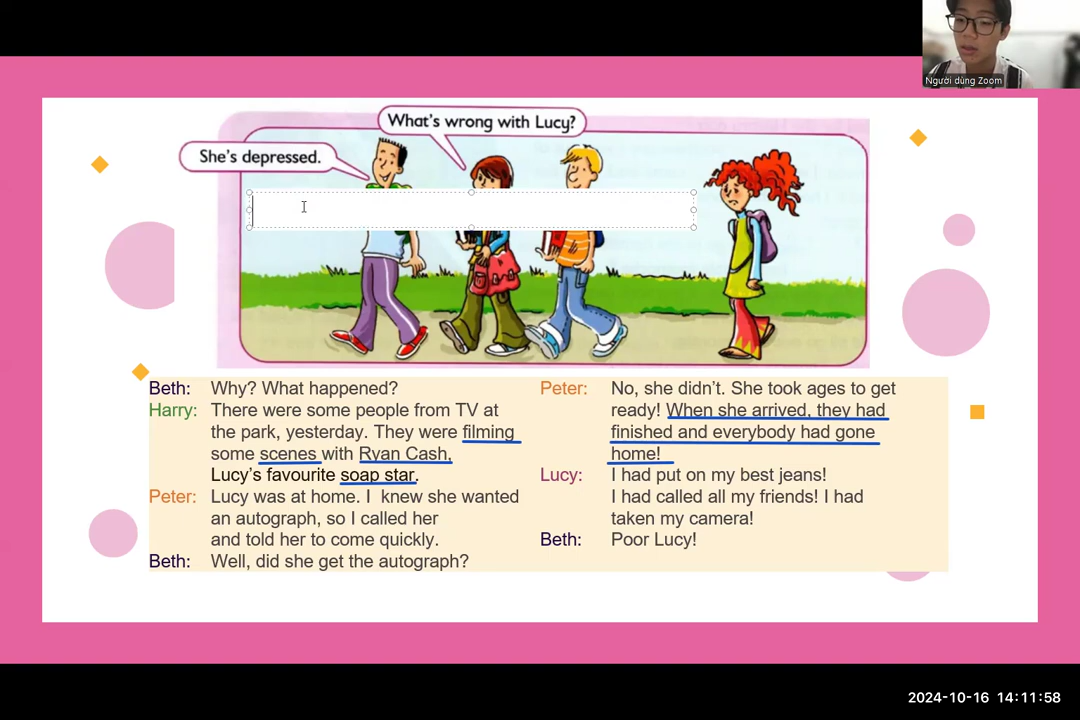 Người dùng Zoom
What's wrong with Lucy?
She's depressed.
Beth: Why? What happened?
Harry: There were some people from TV at
the park, yesterday. They were filming
some scenes with Ryan Cash,
Lucy's favourite soap star.
Peter: Lucy was at home. I knew she wanted
an autograph, so I called her
and told her to come quickly.
Beth: Well, did she get the autograph?
Peter: No, she didn't. She took ages to get
ready! When she arrived, they had
finished and everybody had gone
home!
Lucy: I had put on my best jeans!
I had called all my friends! I had
taken my camera!
Beth: Poor Lucy!
2024-10-16 14:11:58